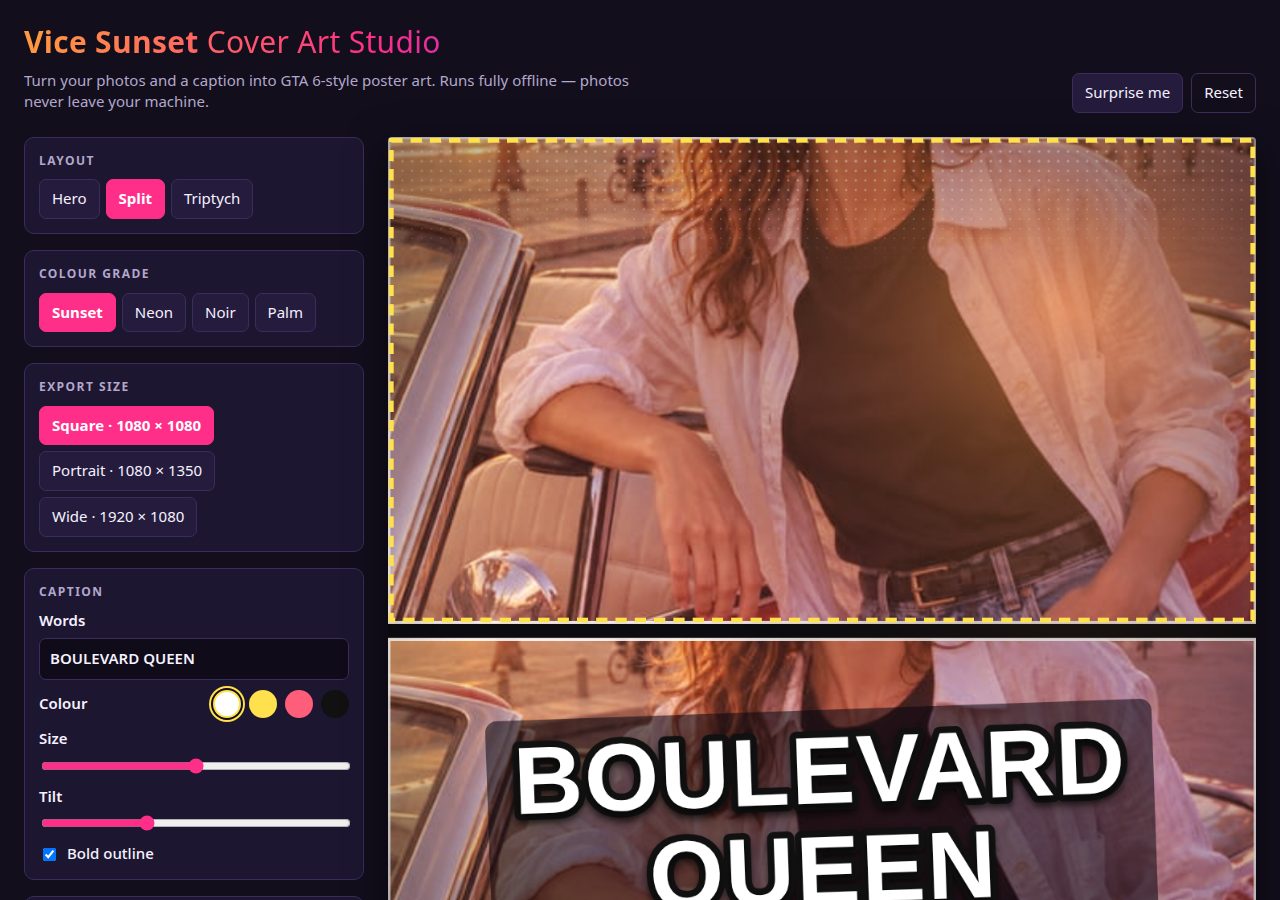 Vice Sunset Cover Art Studio
Turn your photos and a caption into GTA 6-style poster art. Runs fully offline — photos
never leave your machine.
Surprise me
Reset
LAYOUT
Hero
Split
Triptych
COLOUR GRADE
Sunset
Neon
Noir
Palm
EXPORT SIZE
Square · 1080 × 1080
Portrait · 1080 × 1350
Wide · 1920 × 1080
CAPTION
Words
BOULEVARD QUEEN
Colour
Size
Tilt
Bold outline
BOULEVARD
QUEEN